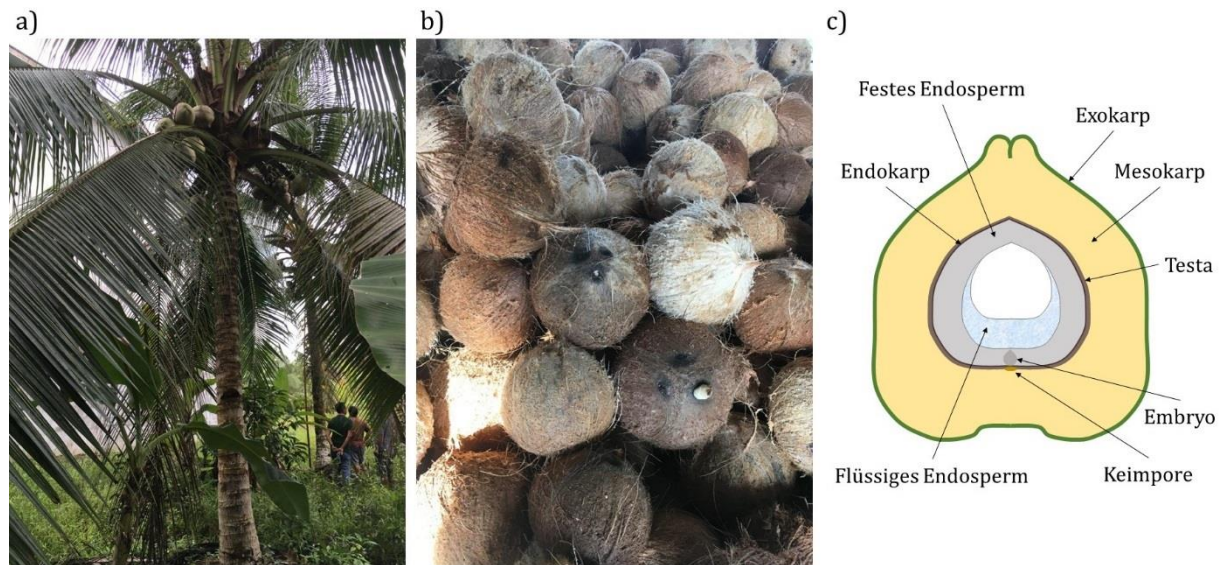 a)
b)
c)
Festes Endosperm
Exokarp
Endokarp
Mesokarp
Testa
Embryo
Flüssiges Endosperm
Keimpore